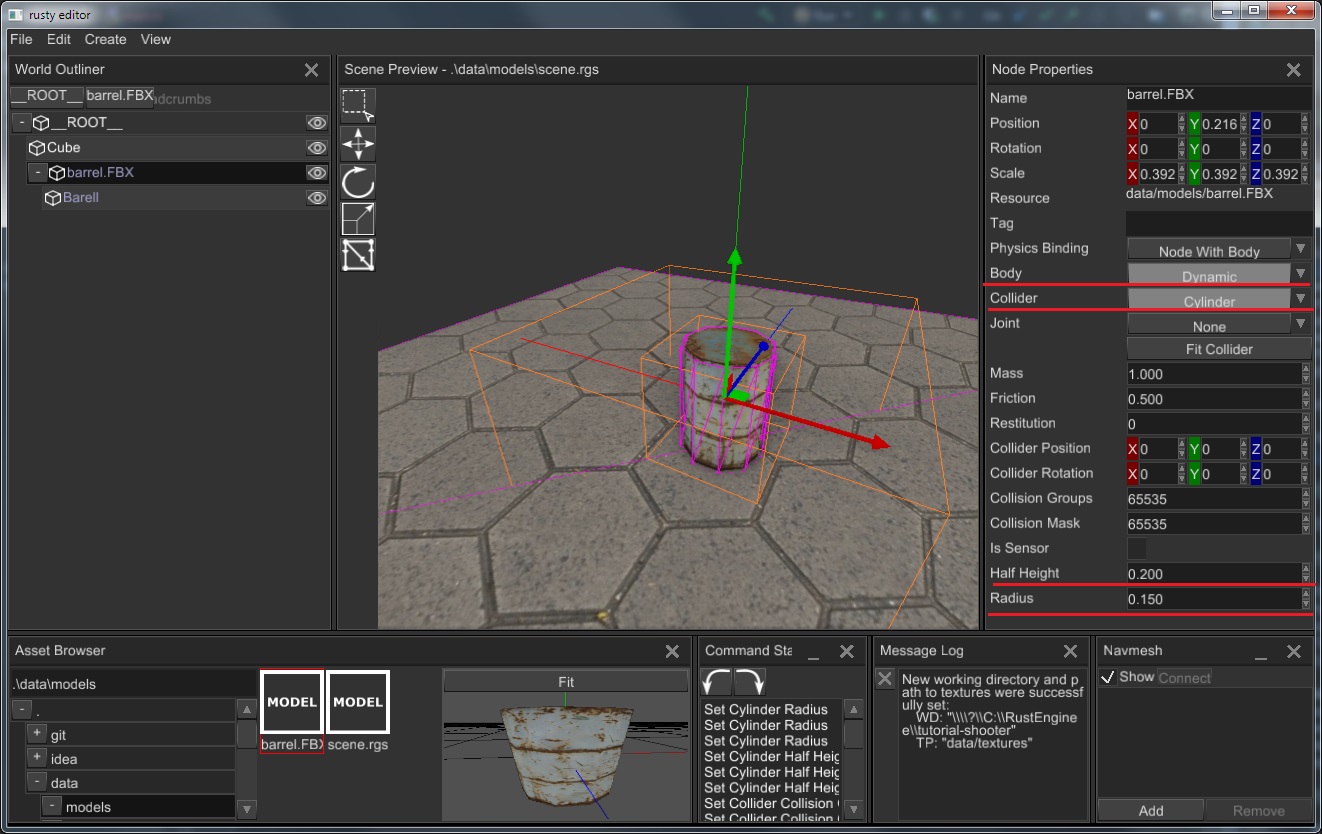 rusty editor
File Edit Create View
World Outliner
__ROOT__ barrel.FBX adcrumbs
- __ROOT__
Cube
- barrel.FBX
Barell
Scene Preview - .\data\models\scene.rgs
Node Properties
Name barrel.FBX
Position X 0 Y 0.216 Z 0
Rotation X 0 Y 0 Z 0
Scale X 0.392 Y 0.392 Z 0.392
Resource data/models/barrel.FBX
Tag
Physics Binding Node With Body
Body Dynamic
Collider Cylinder
Joint None
Fit Collider
Mass 1.000
Friction 0.500
Restitution 0
Collider Position X 0 Y 0 Z 0
Collider Rotation X 0 Y 0 Z 0
Collision Groups 65535
Collision Mask 65535
Is Sensor
Half Height 0.200
Radius 0.150
Asset Browser
.\data\models
- .
+ git
+ idea
- data
- models
MODEL MODEL
barrel.FBX scene.rgs
Fit
Command Sta
Set Cylinder Radius
Set Cylinder Radius
Set Cylinder Radius
Set Cylinder Half Heig
Set Cylinder Half Heig
Set Cylinder Half Heig
Set Collider Collision
Set Collider Collision
Message Log
New working directory and p
ath to textures were successf
ully set:
WD: "\\\\?\\C:\\RustEngine
e\\tutorial-shooter"
TP: "data/textures"
Navmesh
Show Connect
Add Remove